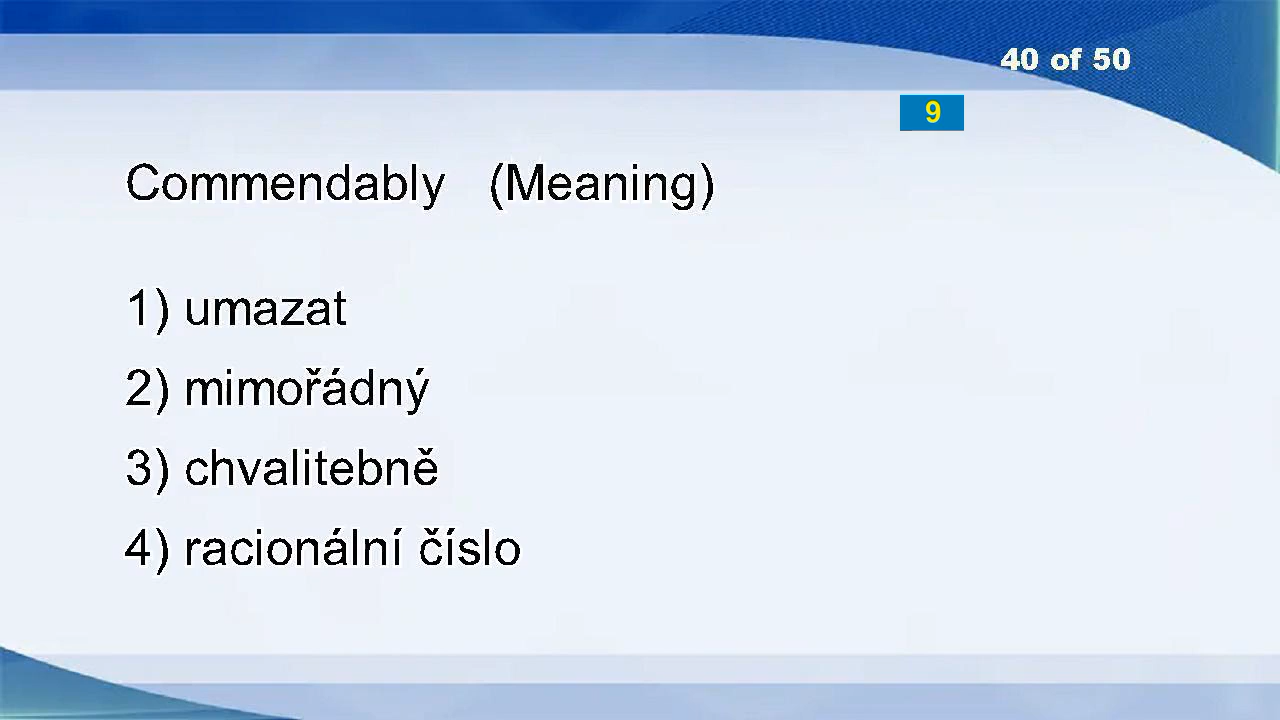 40 of 50
9
Commendably (Meaning)
1) umazat
2) mimořádný
3) chvalitebně
4) racionální číslo